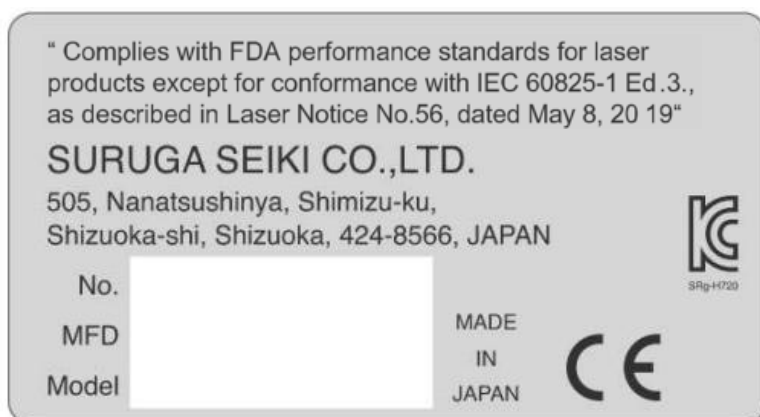 “ Complies with FDA performance standards for laser
products except for conformance with IEC 60825-1 Ed.3.,
as described in Laser Notice No.56, dated May 8, 20 19“
SURUGA SEIKI CO.,LTD.
505, Nanatsushinya, Shimizu-ku,
Shizuoka-shi, Shizuoka, 424-8566, JAPAN
KC
SRg-H720
No.
MFD
Model
MADE
IN
JAPAN
CE